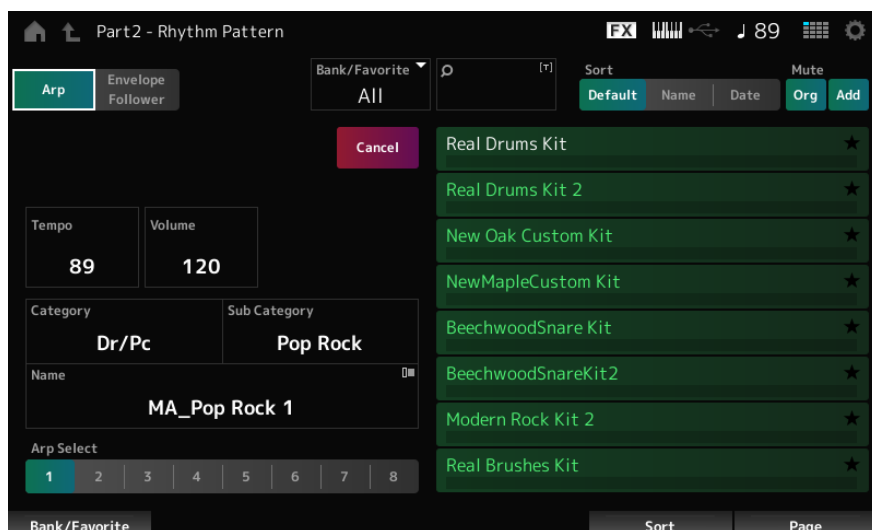 Part2 - Rhythm Pattern
FX
♩ 89
Arp
Envelope
Follower
Bank/Favorite
All
[T]
Sort
Default Name Date
Mute
Org Add
Cancel
Tempo
89
Volume
120
Category
Dr/Pc
Sub Category
Pop Rock
Name
MA_Pop Rock 1
Arp Select
1 2 3 4 5 6 7 8
Real Drums Kit
Real Drums Kit 2
New Oak Custom Kit
NewMapleCustom Kit
BeechwoodSnare Kit
BeechwoodSnareKit2
Modern Rock Kit 2
Real Brushes Kit
Bank/Favorite
Sort
Page